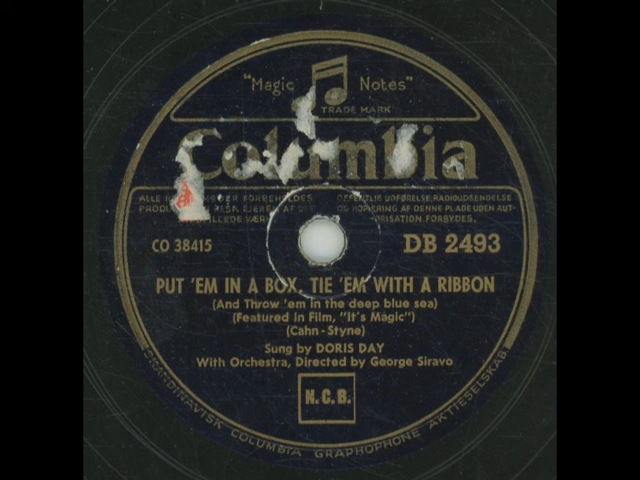 "Magic Notes"
TRADE MARK
Columbia
ALLE FORBEHOLDES
OFFENTLIG UDFØRELSE, RADIOUDSENDELSE
OG KOPIERING AF DENNE PLADE UDEN AUT-
ORISATION FORBYDES.
CO 38415
DB 2493
PUT 'EM IN A BOX, TIE 'EM WITH A RIBBON
(And Throw 'em in the deep blue sea)
(Featured in Film, "It's Magic")
(Cahn-Styne)
Sung by DORIS DAY
With Orchestra, Directed by George Siravo
N.C.B.
SKANDINAVISK COLUMBIA GRAPHOPHONE AKTIESELSKAB.